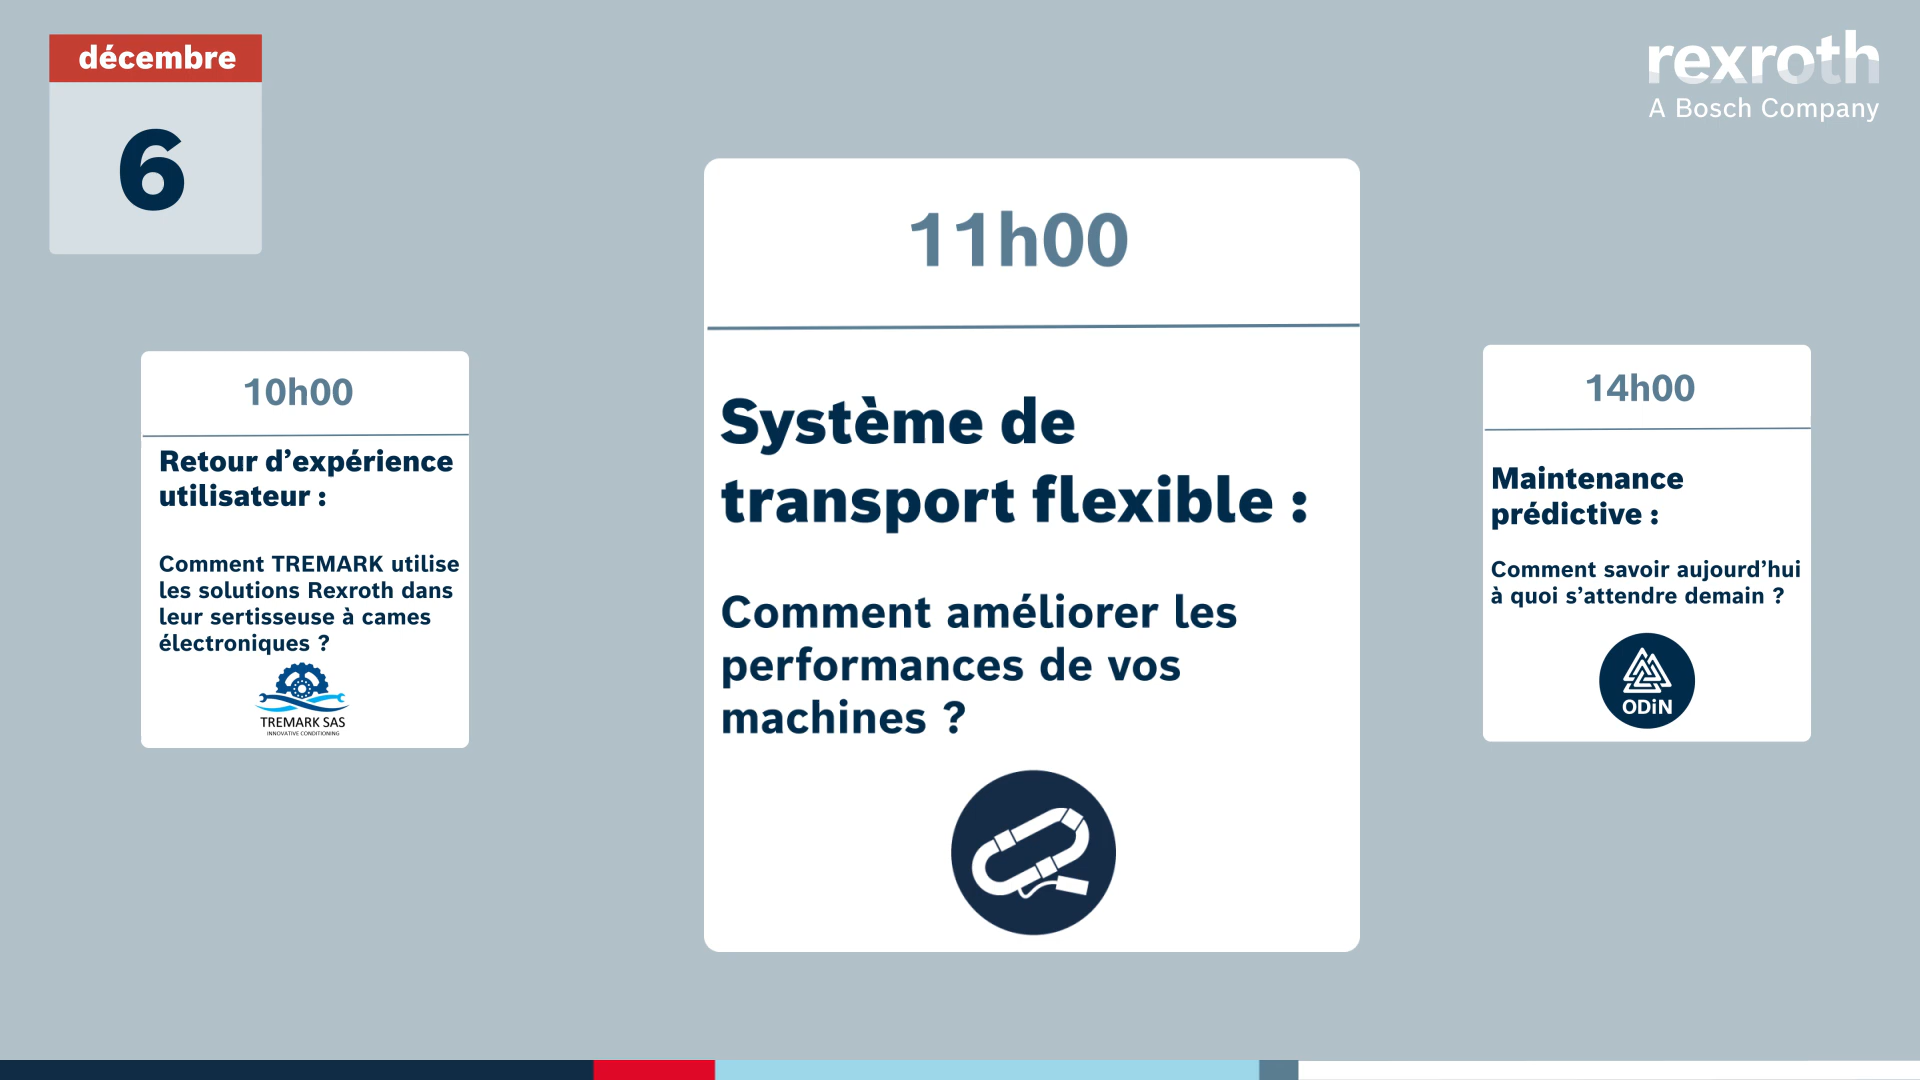 décembre
6
rexroth
A Bosch Company
10h00
Retour d’expérience
utilisateur :
Comment TREMARK utilise
les solutions Rexroth dans
leur sertisseuse à cames
électroniques ?
TREMARK SAS
INNOVATIVE CONDITIONING
11h00
Système de
transport flexible :
Comment améliorer les
performances de vos
machines ?
14h00
Maintenance
prédictive :
Comment savoir aujourd’hui
à quoi s’attendre demain ?
ODiN